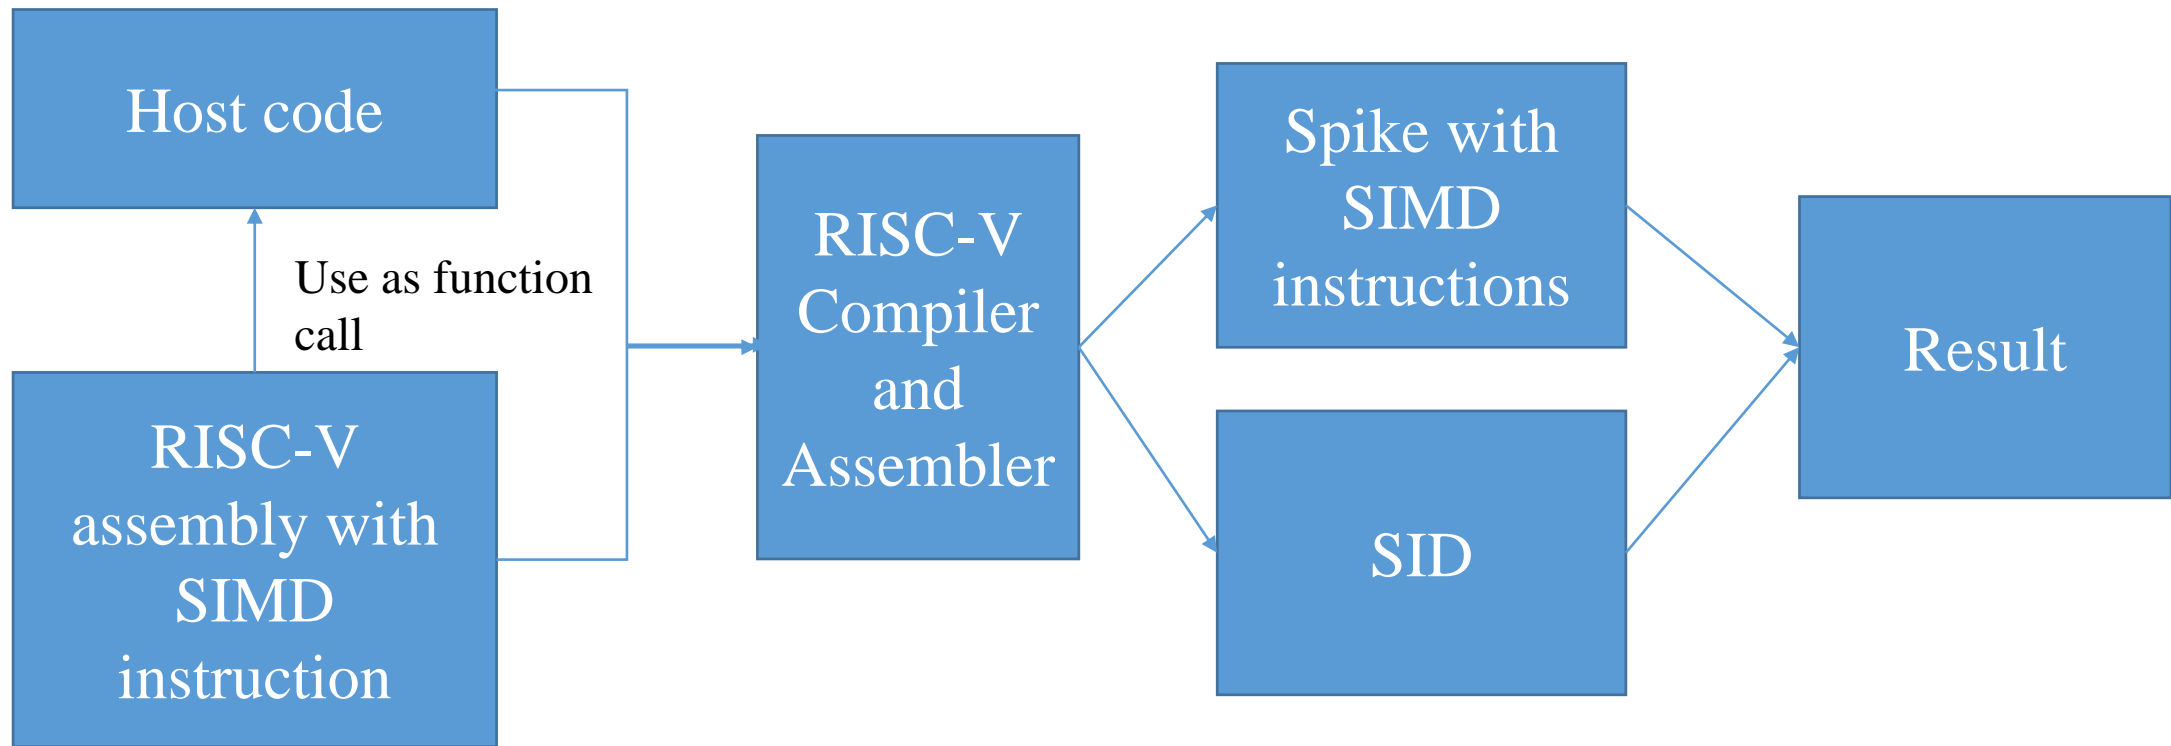 Host code
Use as function
call
RISC-V
assembly with
SIMD
instruction
RISC-V
Compiler
and
Assembler
Spike with
SIMD
instructions
SID
Result